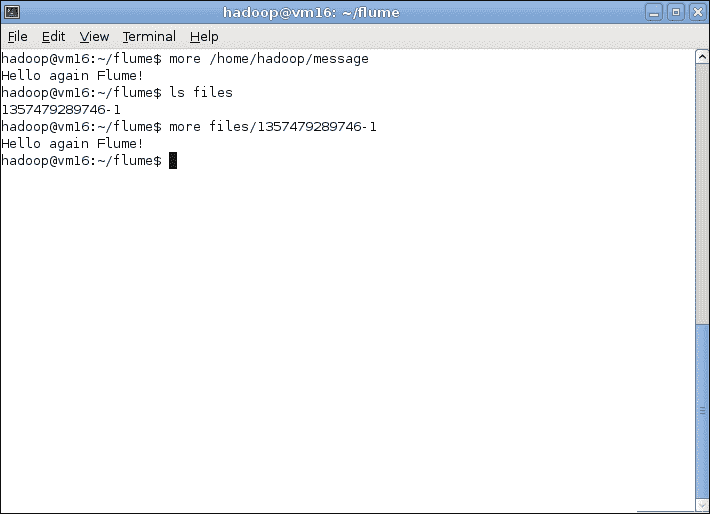 hadoop@vm16: ~/flume
File Edit View Terminal Help
hadoop@vm16:~/flume$ more /home/hadoop/message
Hello again Flume!
hadoop@vm16:~/flume$ ls files
1357479289746-1
hadoop@vm16:~/flume$ more files/1357479289746-1
Hello again Flume!
hadoop@vm16:~/flume$